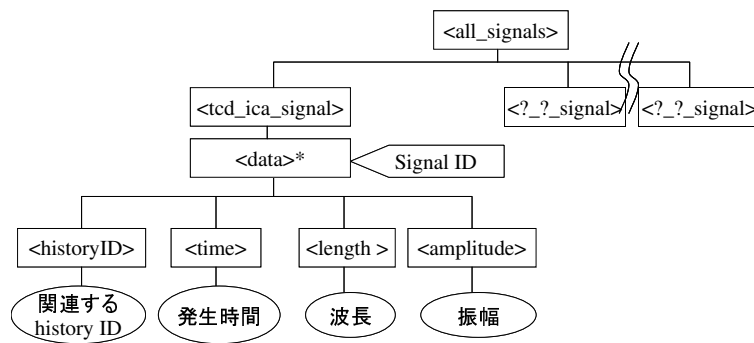 <all_signals>
<tcd_ica_signal>
<?_?_signal>
<?_?_signal>
<data>*
Signal ID
<historyID>
<time>
<length >
<amplitude>
関連する
history ID
発生時間
波長
振幅